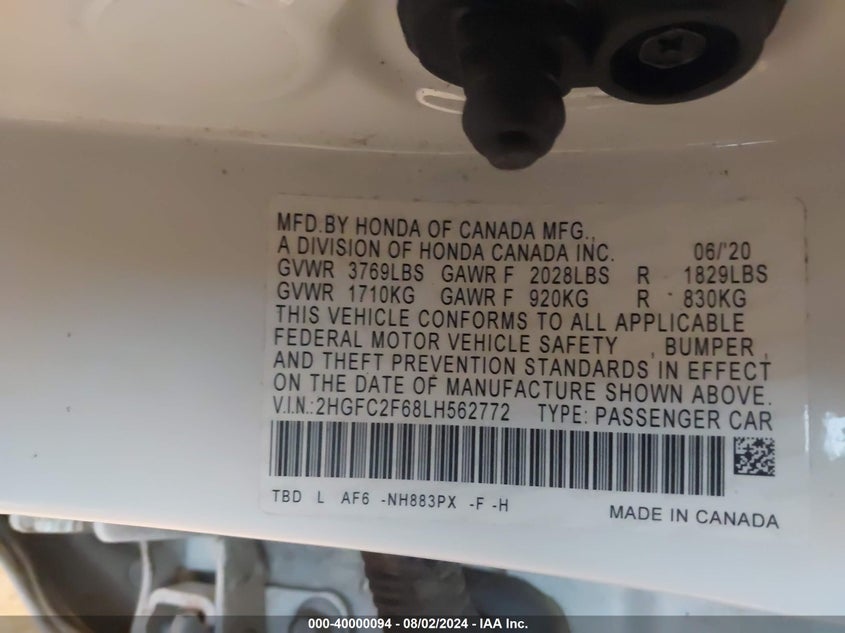 MFD.BY HONDA OF CANADA MFG.,
A DIVISION OF HONDA CANADA INC. 06/'20
GVWR 3769LBS GAWR F 2028LBS R 1829LBS
GVWR 1710KG GAWR F 920KG R 830KG
THIS VEHICLE CONFORMS TO ALL APPLICABLE
FEDERAL MOTOR VEHICLE SAFETY , BUMPER ,
AND THEFT PREVENTION STANDARDS IN EFFECT
ON THE DATE OF MANUFACTURE SHOWN ABOVE.
V.I.N.:2HGFC2F68LH562772 TYPE: PASSENGER CAR
TBD L AF6 -NH883PX -F -H
MADE IN CANADA
000-40000094 - 08/02/2024 - IAA Inc.